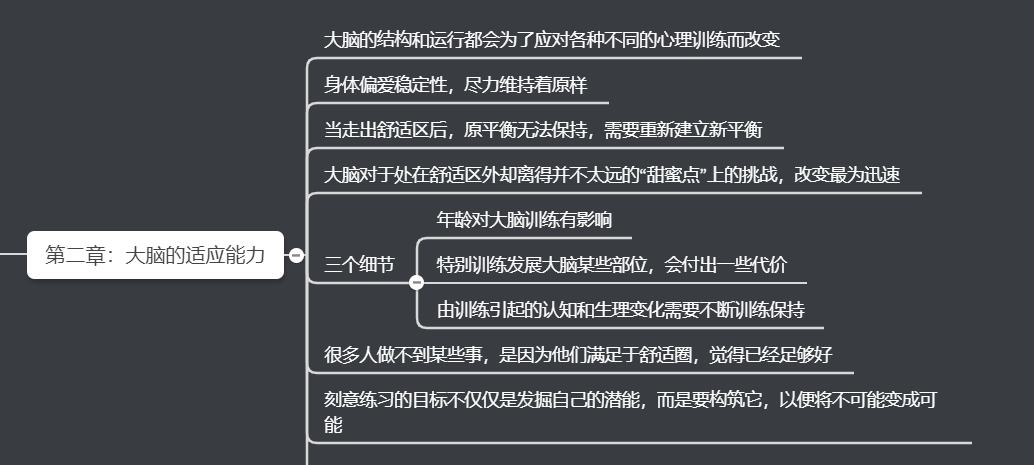 大脑的结构和运行都会为了应对各种不同的心理训练而改变
身体偏爱稳定性，尽力维持着原样
当走出舒适区后，原平衡无法保持，需要重新建立新平衡
大脑对于处在舒适区外却离得并不太远的“甜蜜点”上的挑战，改变最为迅速
第二章：大脑的适应能力
三个细节
年龄对大脑训练有影响
特别训练发展大脑某些部位，会付出一些代价
由训练引起的认知和生理变化需要不断训练保持
很多人做不到某些事，是因为他们满足于舒适圈，觉得已经足够好
刻意练习的目标不仅仅是发掘自己的潜能，而是要构筑它，以便将不可能变成可
能